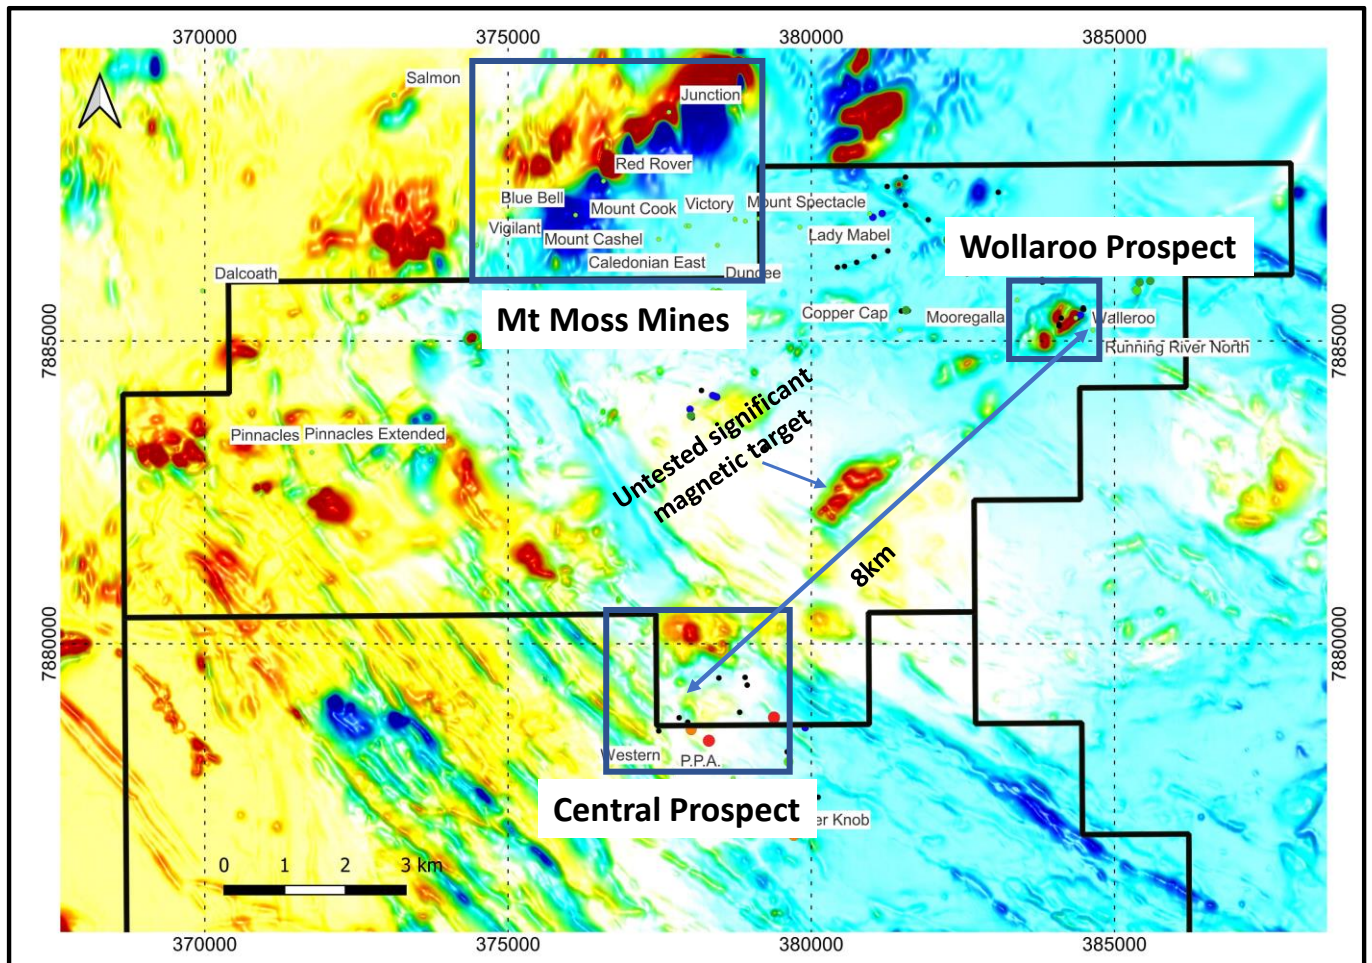 370000 375000 380000 385000
Salmon
Junction
Red Rover
Blue Bell
Mount Cook
Victory
Mount Spectacle
Vigilant
Mount Cashel
Lady Mabel
Wollaroo Prospect
Caledonian East
Dundee
Dalcoath
Mt Moss Mines
Copper Cap
Mooregalla
Walleroo
Running River North
7885000
7885000
Untested significant
magnetic target
Pinnacles
Pinnacles Extended
8km
7880000
7880000
Western
P.P.A.
Central Prospect
er Knob
0 1 2 3 km
370000 375000 380000 385000